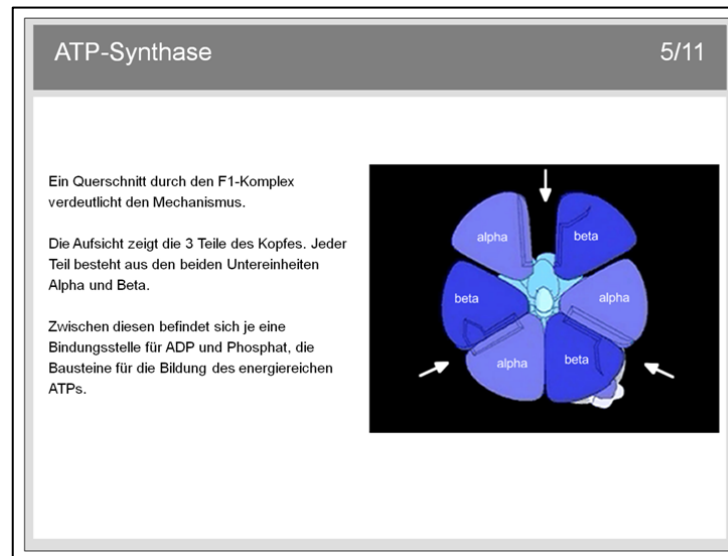 ATP-Synthase 5/11
Ein Querschnitt durch den F1-Komplex
verdeutlicht den Mechanismus.
Die Aufsicht zeigt die 3 Teile des Kopfes. Jeder
Teil besteht aus den beiden Untereinheiten
Alpha und Beta.
Zwischen diesen befindet sich je eine
Bindungsstelle für ADP und Phosphat, die
Bausteine für die Bildung des energiereichen
ATPs.
alpha
beta
beta
alpha
alpha
beta